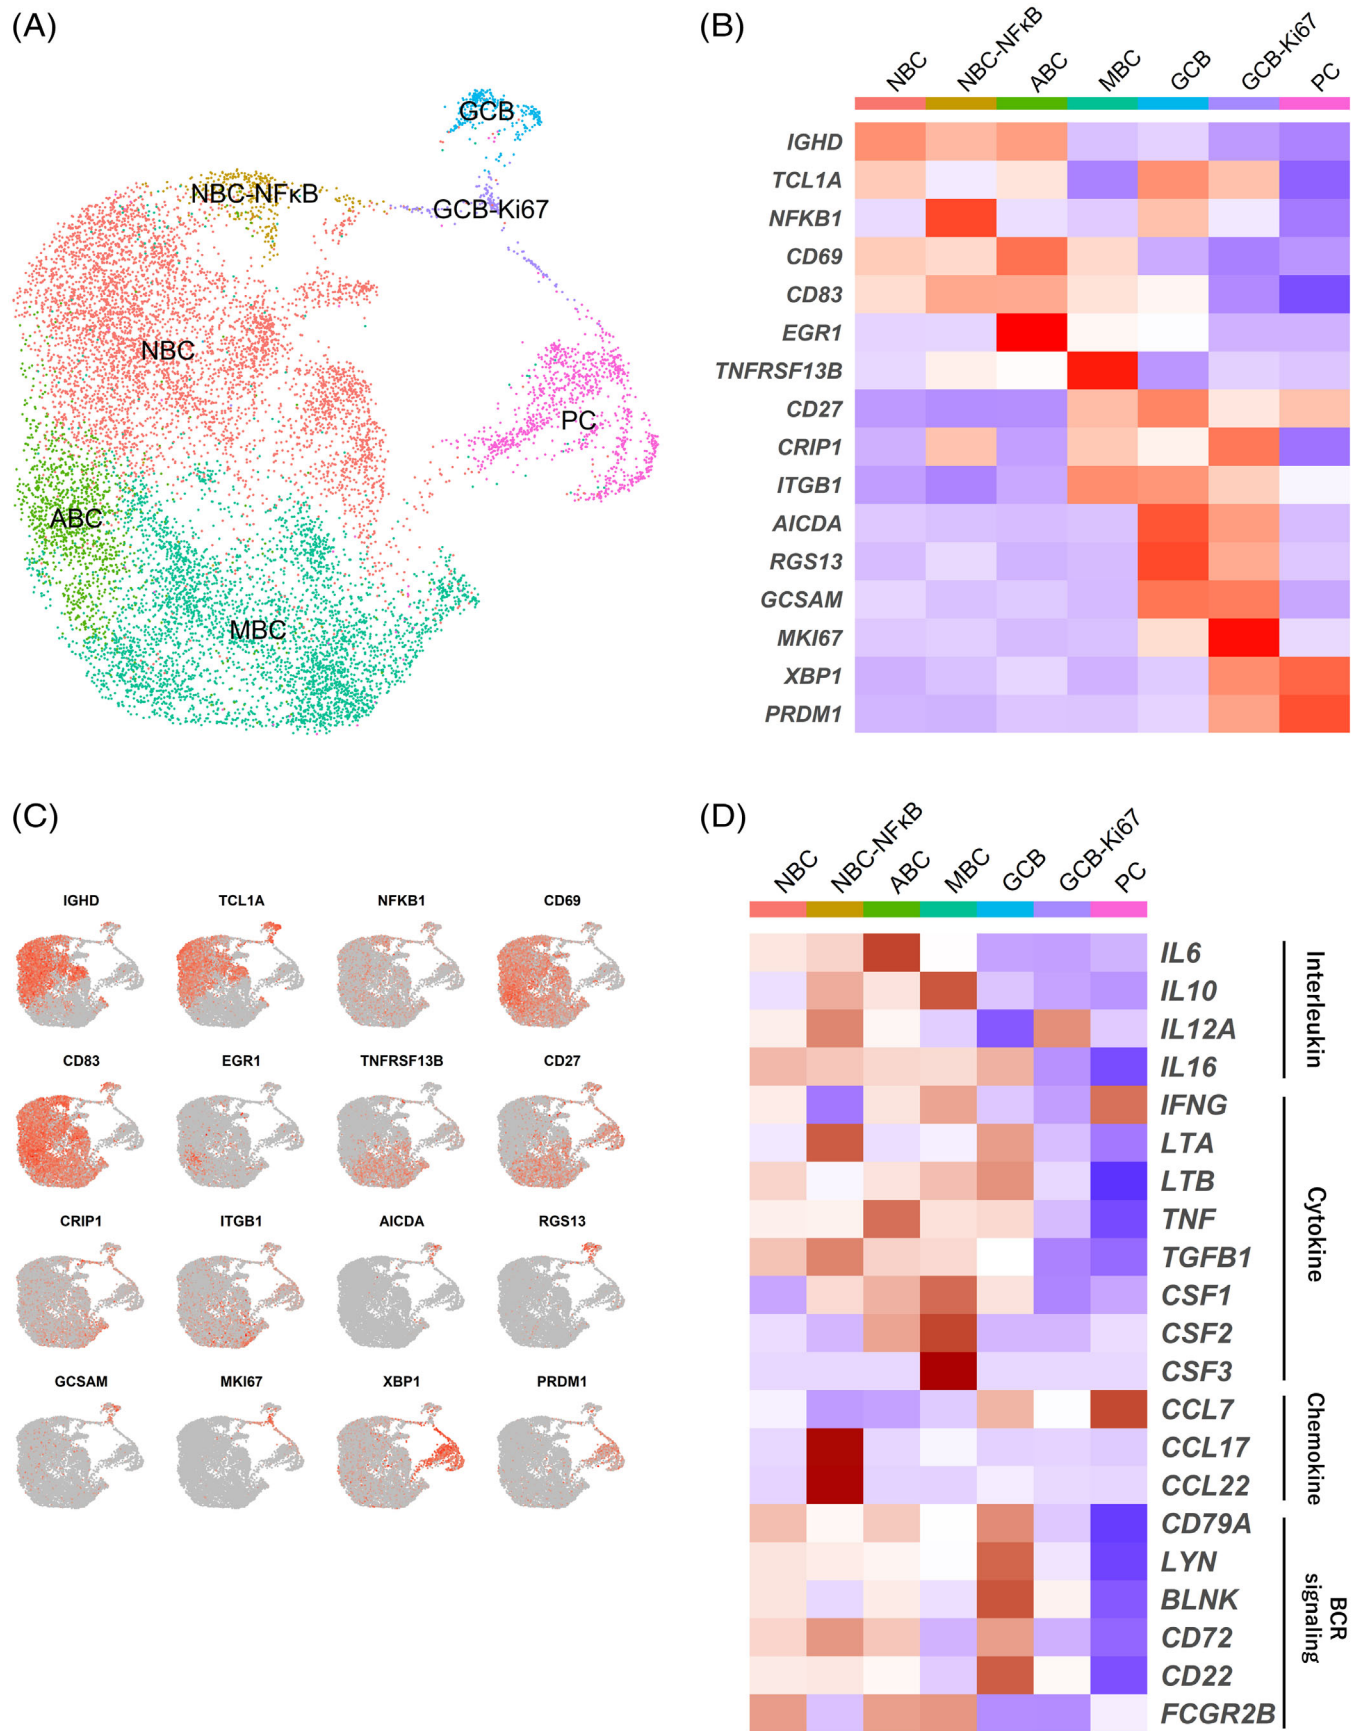 (A)
GCB
NBC-NFκB
GCB-Ki67
NBC
PC
ABC
MBC
(B)
NBC NBC-NFκB ABC MBC GCB GCB-Ki67 PC
IGHD
TCL1A
NFKB1
CD69
CD83
EGR1
TNFRSF13B
CD27
CRIP1
ITGB1
AICDA
RGS13
GCSAM
MKI67
XBP1
PRDM1
(C)
IGHD TCL1A NFKB1 CD69
CD83 EGR1 TNFRSF13B CD27
CRIP1 ITGB1 AICDA RGS13
GCSAM MKI67 XBP1 PRDM1
(D)
NBC NBC-NFκB ABC MBC GCB GCB-Ki67 PC
IL6
IL10
IL12A
IL16
IFNG
LTA
LTB
TNF
TGFB1
CSF1
CSF2
CSF3
CCL7
CCL17
CCL22
CD79A
LYN
BLNK
CD72
CD22
FCGR2B
Interleukin
Cytokine
Chemokine
BCR
signaling